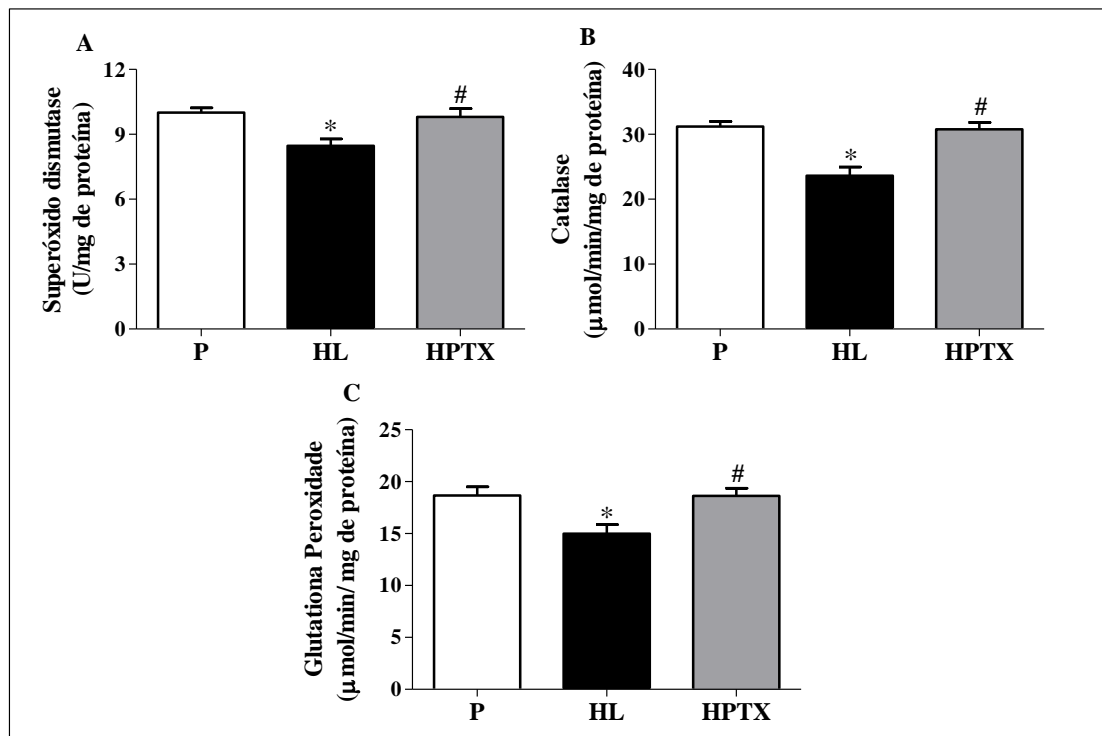 A
Superóxido dismutase
(U/mg de proteína)
12
9
6
3
0
*
#
P HL HPTX
B
Catalase
(µmol/min/mg de proteína)
40
30
20
10
0
*
#
P HL HPTX
C
Glutationa Peroxidade
(µmol/min/ mg de proteína)
25
20
15
10
5
0
*
#
P HL HPTX